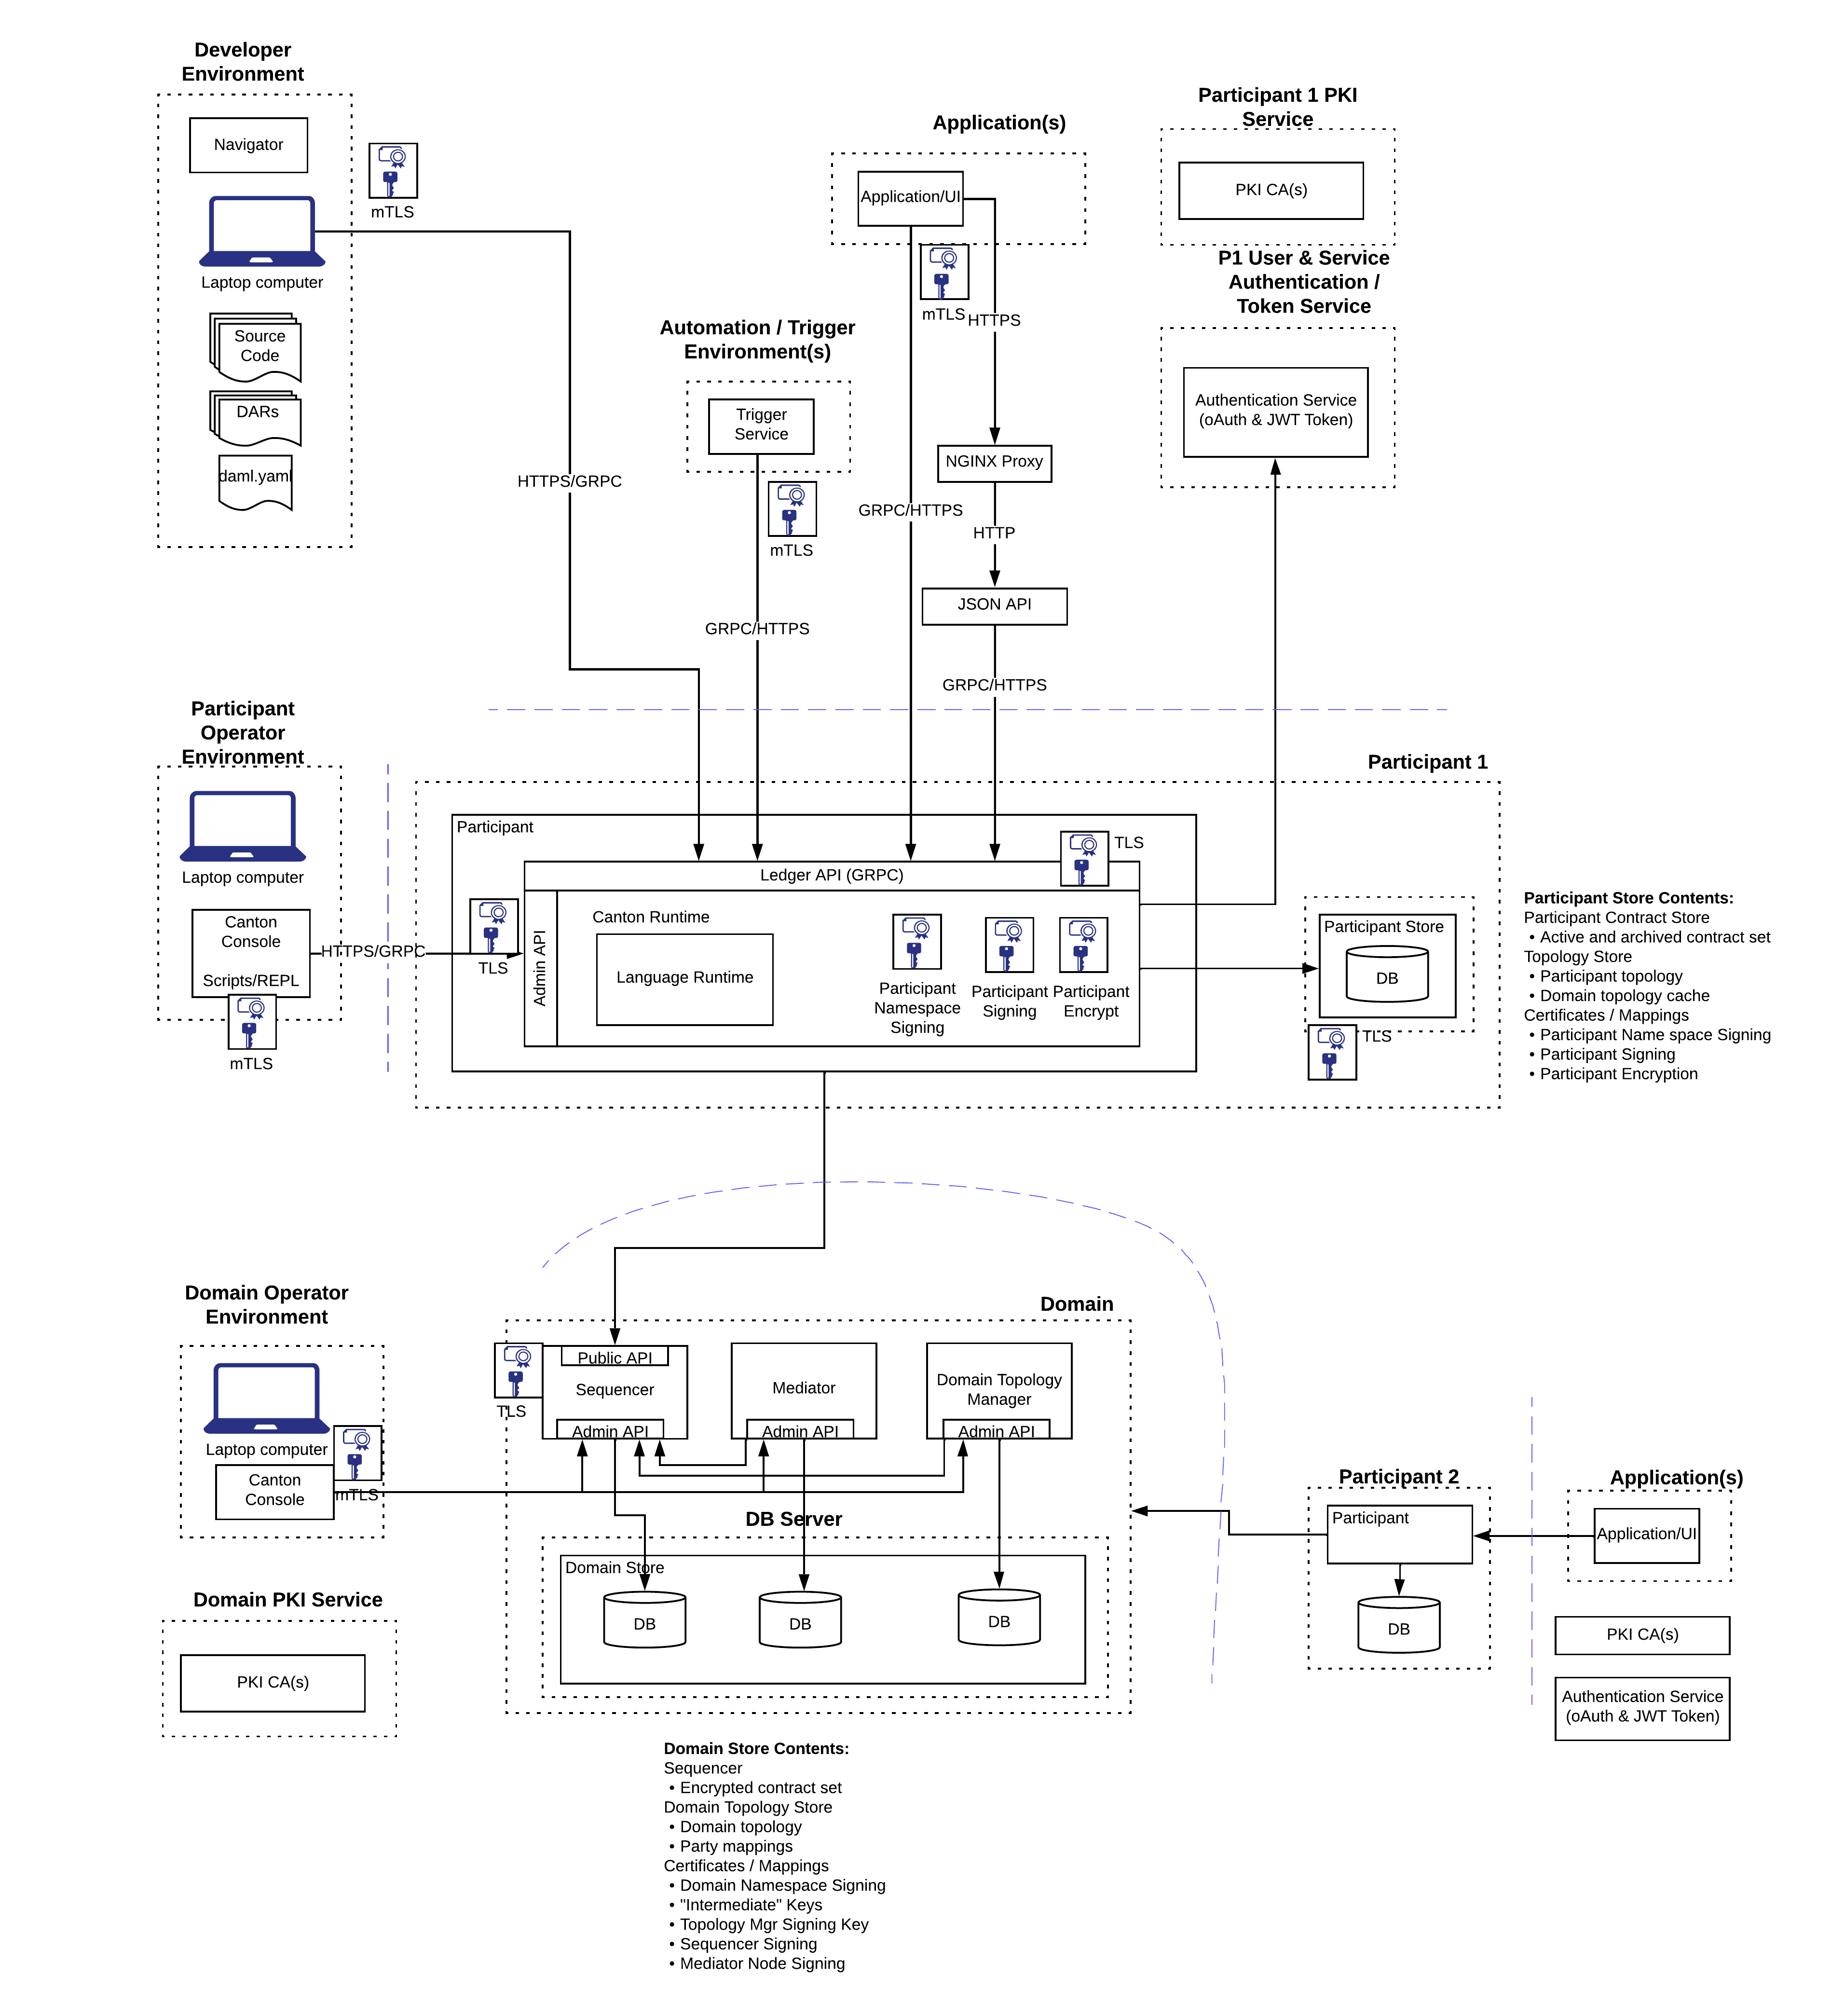 Developer
Environment
Navigator
mTLS
Laptop computer
Source
Code
DARs
daml.yaml
HTTPS/GRPC
Automation / Trigger
Environment(s)
Trigger
Service
mTLS
GRPC/HTTPS
Application(s)
Application/UI
mTLS
HTTPS
NGINX Proxy
GRPC/HTTPS
HTTP
JSON API
GRPC/HTTPS
Participant 1 PKI
Service
PKI CA(s)
P1 User & Service
Authentication /
Token Service
Authentication Service
(oAuth & JWT Token)
Participant
Operator
Environment
Laptop computer
Canton
Console
Scripts/REPL
mTLS
HTTPS/GRPC
Participant 1
Participant
TLS
Ledger API (GRPC)
TLS
Admin API
Canton Runtime
Language Runtime
Participant
Namespace
Signing
Participant
Signing
Participant
Encrypt
Participant Store
DB
TLS
Participant Store Contents:
Participant Contract Store
• Active and archived contract set
Topology Store
• Participant topology
• Domain topology cache
Certificates / Mappings
• Participant Name space Signing
• Participant Signing
• Participant Encryption
Domain Operator
Environment
Laptop computer
Canton
Console
mTLS
Domain
TLS
Public API
Sequencer
Admin API
Mediator
Admin API
Domain Topology
Manager
Admin API
DB Server
Domain Store
DB
DB
DB
Domain PKI Service
PKI CA(s)
Participant 2
Participant
DB
Application(s)
Application/UI
PKI CA(s)
Authentication Service
(oAuth & JWT Token)
Domain Store Contents:
Sequencer
• Encrypted contract set
Domain Topology Store
• Domain topology
• Party mappings
Certificates / Mappings
• Domain Namespace Signing
• "Intermediate" Keys
• Topology Mgr Signing Key
• Sequencer Signing
• Mediator Node Signing